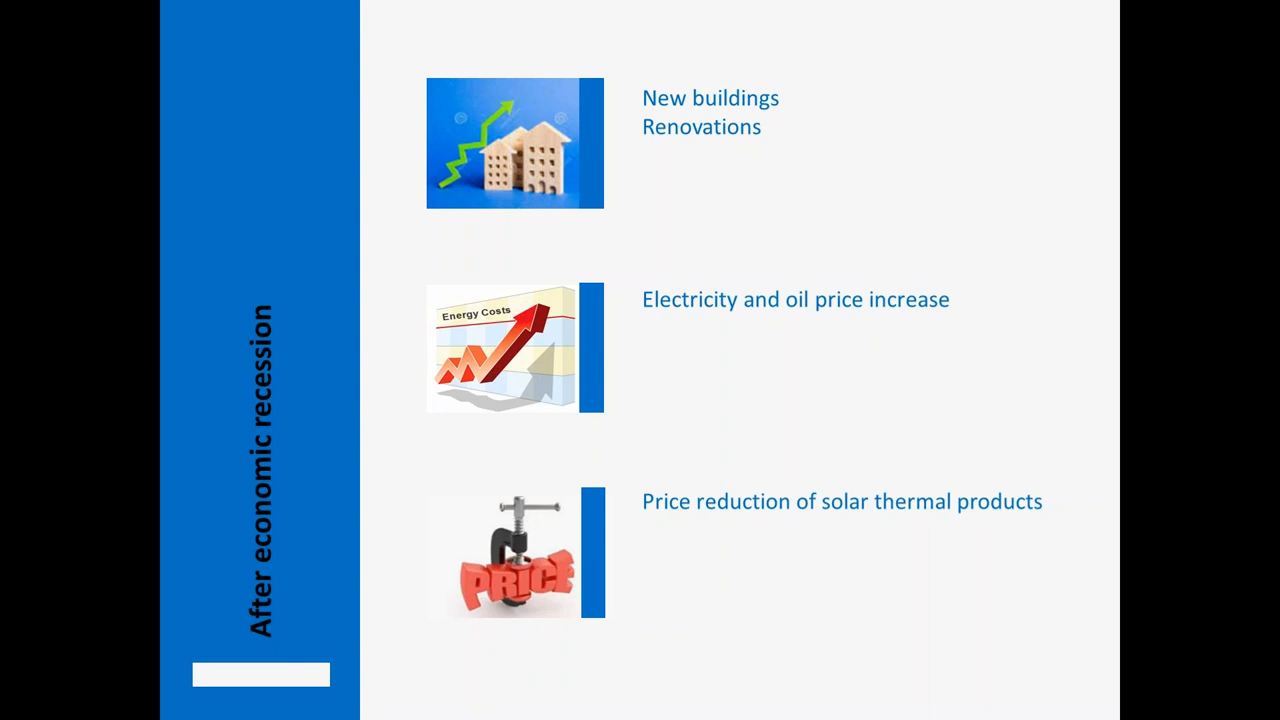 After economic recession
New buildings
Renovations
Energy Costs
Electricity and oil price increase
PRICE
Price reduction of solar thermal products